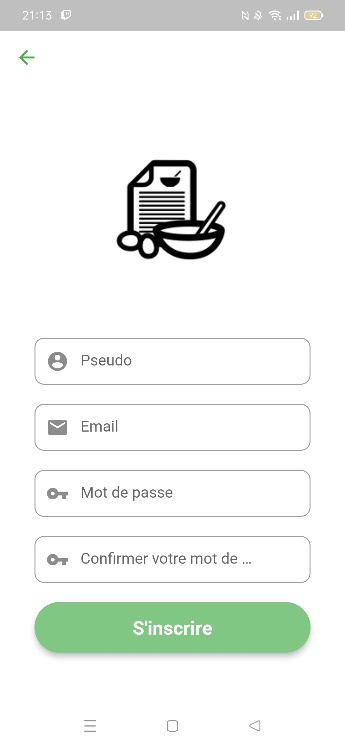 21:13
Pseudo
Email
Mot de passe
Confirmer votre mot de ...
S'inscrire